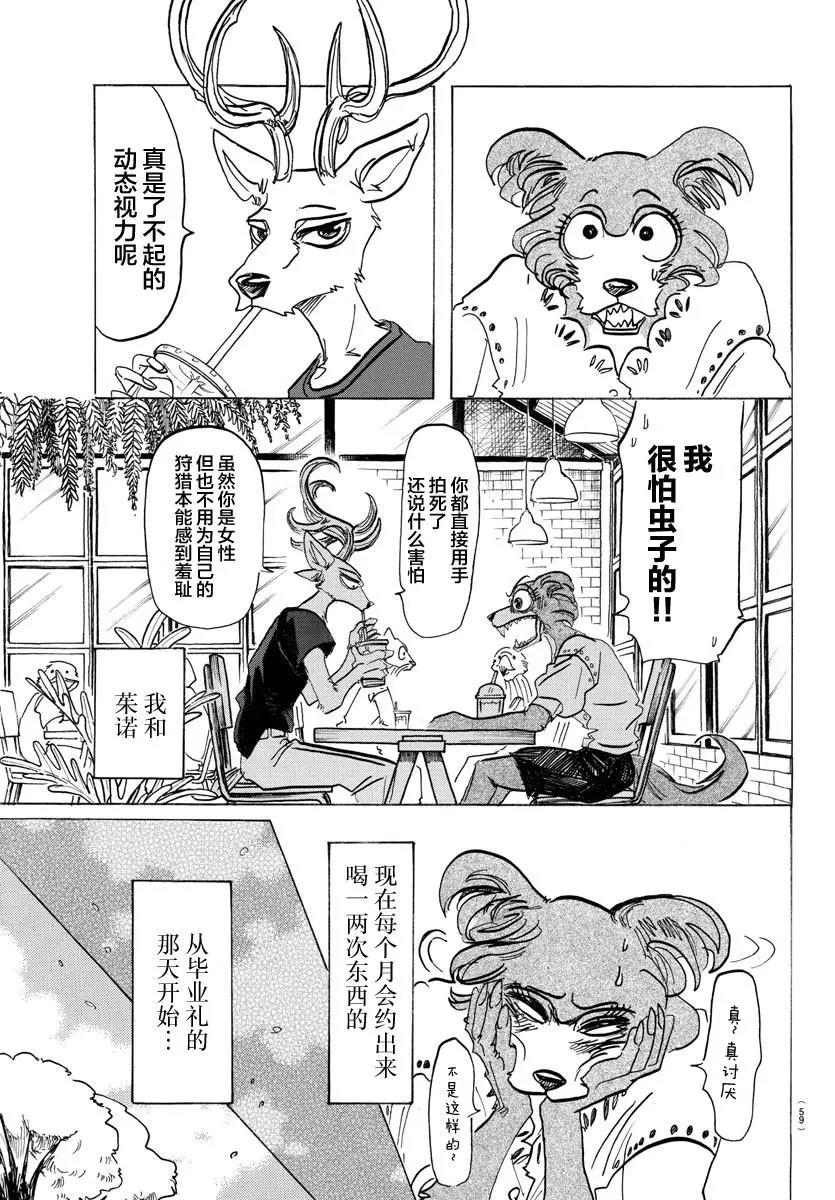 真是了不起的
动态视力呢
我
很怕虫子的!!
你都直接用手
拍死了
还说什么害怕
虽然你是女性
但也不用为自己的
狩猎本能感到羞耻
我和
茱诺
真~真讨厌
不是这样的~
现在每个月会约出来
喝一两次东西的
从毕业礼的
那天开始…
(59)